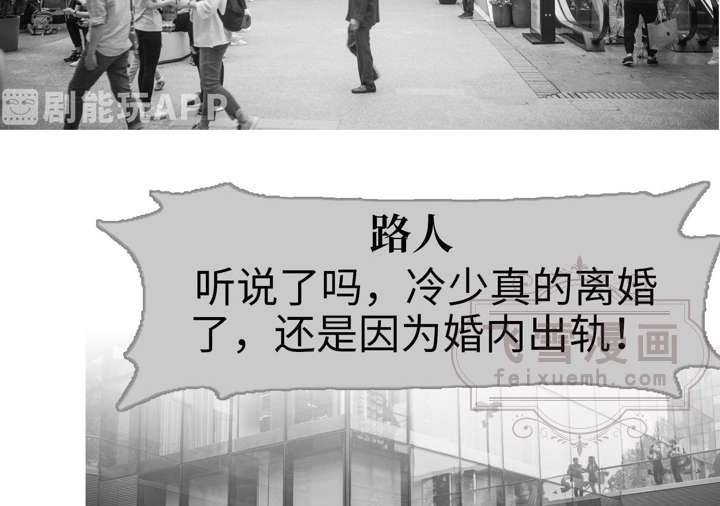 剧能玩APP
路人
听说了吗，冷少真的离婚
了，还是因为婚内出轨！
飞雪漫画
feixuemh.com